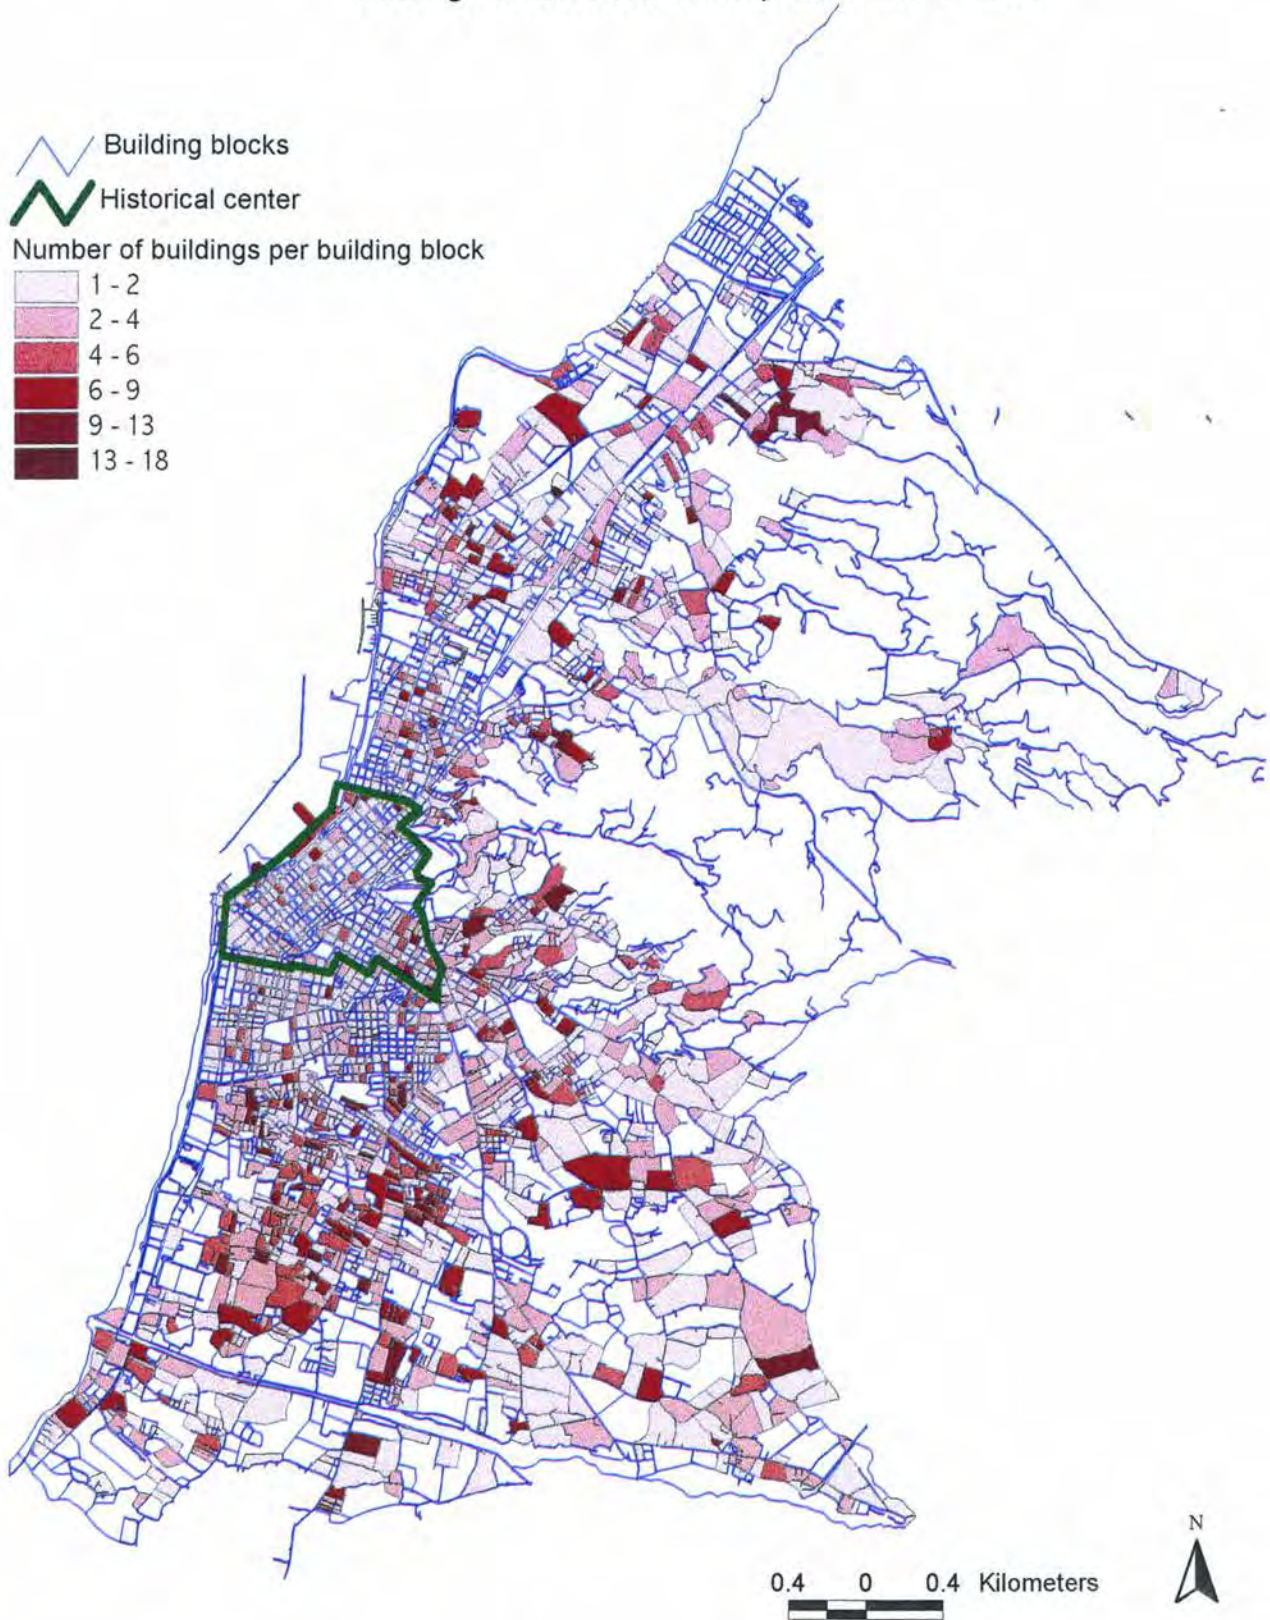 Building blocks
Historical center
Number of buildings per building block
1 - 2
2 - 4
4 - 6
6 - 9
9 - 13
13 - 18
N
0.4 0 0.4 Kilometers